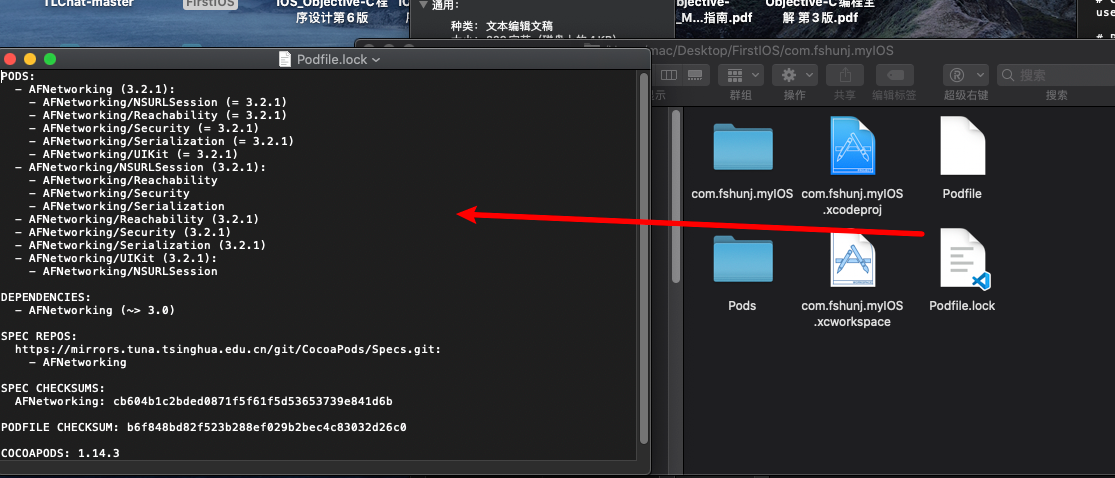 TLChat-master
FirstIOS
iOS_Objective-C程
序设计第6版
通用:
种类: 文本编辑文稿
Objective-
_M...指南.pdf
Objective-C编程全
解 第3版.pdf
use
Podfile.lock
PODS:
- AFNetworking (3.2.1):
- AFNetworking/NSURLSession (= 3.2.1)
- AFNetworking/Reachability (= 3.2.1)
- AFNetworking/Security (= 3.2.1)
- AFNetworking/Serialization (= 3.2.1)
- AFNetworking/UIKit (= 3.2.1)
- AFNetworking/NSURLSession (3.2.1):
- AFNetworking/Reachability
- AFNetworking/Security
- AFNetworking/Serialization
- AFNetworking/Reachability (3.2.1)
- AFNetworking/Security (3.2.1)
- AFNetworking/Serialization (3.2.1)
- AFNetworking/UIKit (3.2.1):
- AFNetworking/NSURLSession
DEPENDENCIES:
- AFNetworking (~> 3.0)
SPEC REPOS:
https://mirrors.tuna.tsinghua.edu.cn/git/CocoaPods/Specs.git:
- AFNetworking
SPEC CHECKSUMS:
AFNetworking: cb604b1c2bded0871f5f61f5d53653739e841d6b
PODFILE CHECKSUM: b6f848bd82f523b288ef029b2bec4c83032d26c0
COCOAPODS: 1.14.3
mac/Desktop/FirstIOS/com.fshunj.myIOS
搜索
示
群组
操作
共享
编辑标签
超级右键
搜索
com.fshunj.myIOS
com.fshunj.myIOS
.xcodeproj
Podfile
Pods
com.fshunj.myIOS
.xcworkspace
Podfile.lock